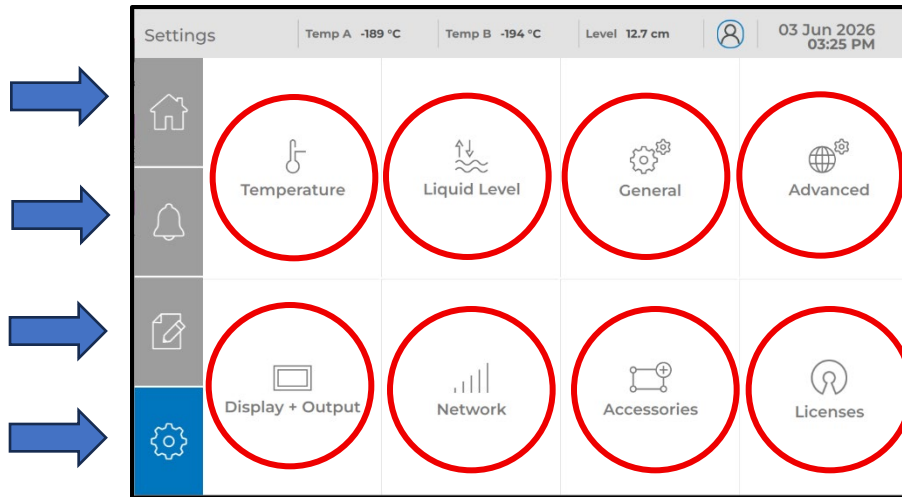 Settings Temp A -189 °C Temp B -194 °C Level 12.7 cm 03 Jun 2026
03:25 PM
Temperature Liquid Level General Advanced
Display + Output Network Accessories Licenses